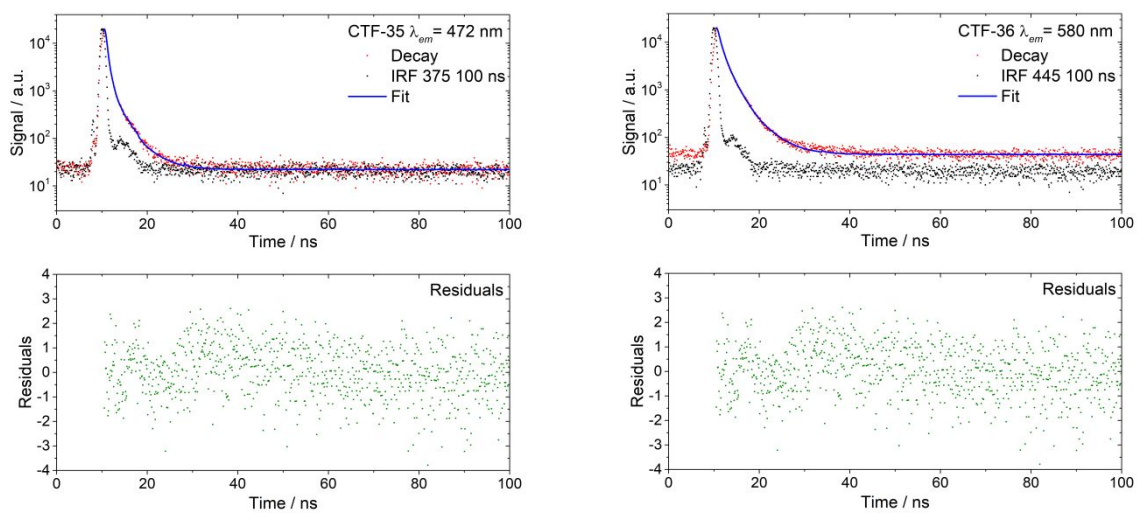 CTF-35 λem= 472 nm
Decay
IRF 375 100 ns
Fit
Signal / a.u.
10⁴
10³
10²
10¹
0 20 40 60 80 100
Time / ns
CTF-36 λem= 580 nm
Decay
IRF 445 100 ns
Fit
Signal / a.u.
10⁴
10³
10²
10¹
0 20 40 60 80 100
Time / ns
Residuals
Residuals
4
3
2
1
0
-1
-2
-3
-4
0 20 40 60 80 100
Time / ns
Residuals
Residuals
4
3
2
1
0
-1
-2
-3
-4
0 20 40 60 80 100
Time / ns